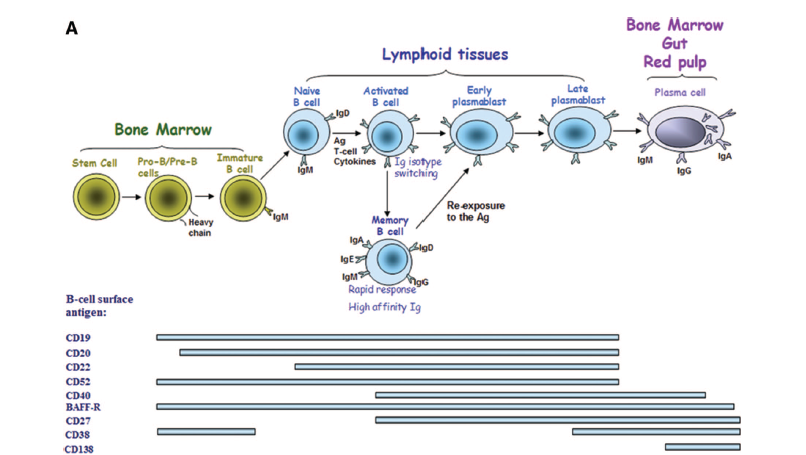 A
Bone Marrow
Gut
Red pulp
Lymphoid tissues
Bone Marrow
Stem Cell
Pro-B/Pre-B
cells
Immature
B cell
Naive
B cell
Activated
B cell
Early
plasmablast
Late
plasmablast
Plasma cell
Heavy
chain
IgM
IgD
IgM
Ag
T-cell
Cytokines
Ig isotype
switching
IgM
IgG
IgA
Re-exposure
to the Ag
Memory
B cell
IgA
IgD
IgE
IgM
IgG
Rapid response
High affinity Ig
B-cell surface
antigen:
CD19
CD20
CD22
CD52
CD40
BAFF-R
CD27
CD38
CD138